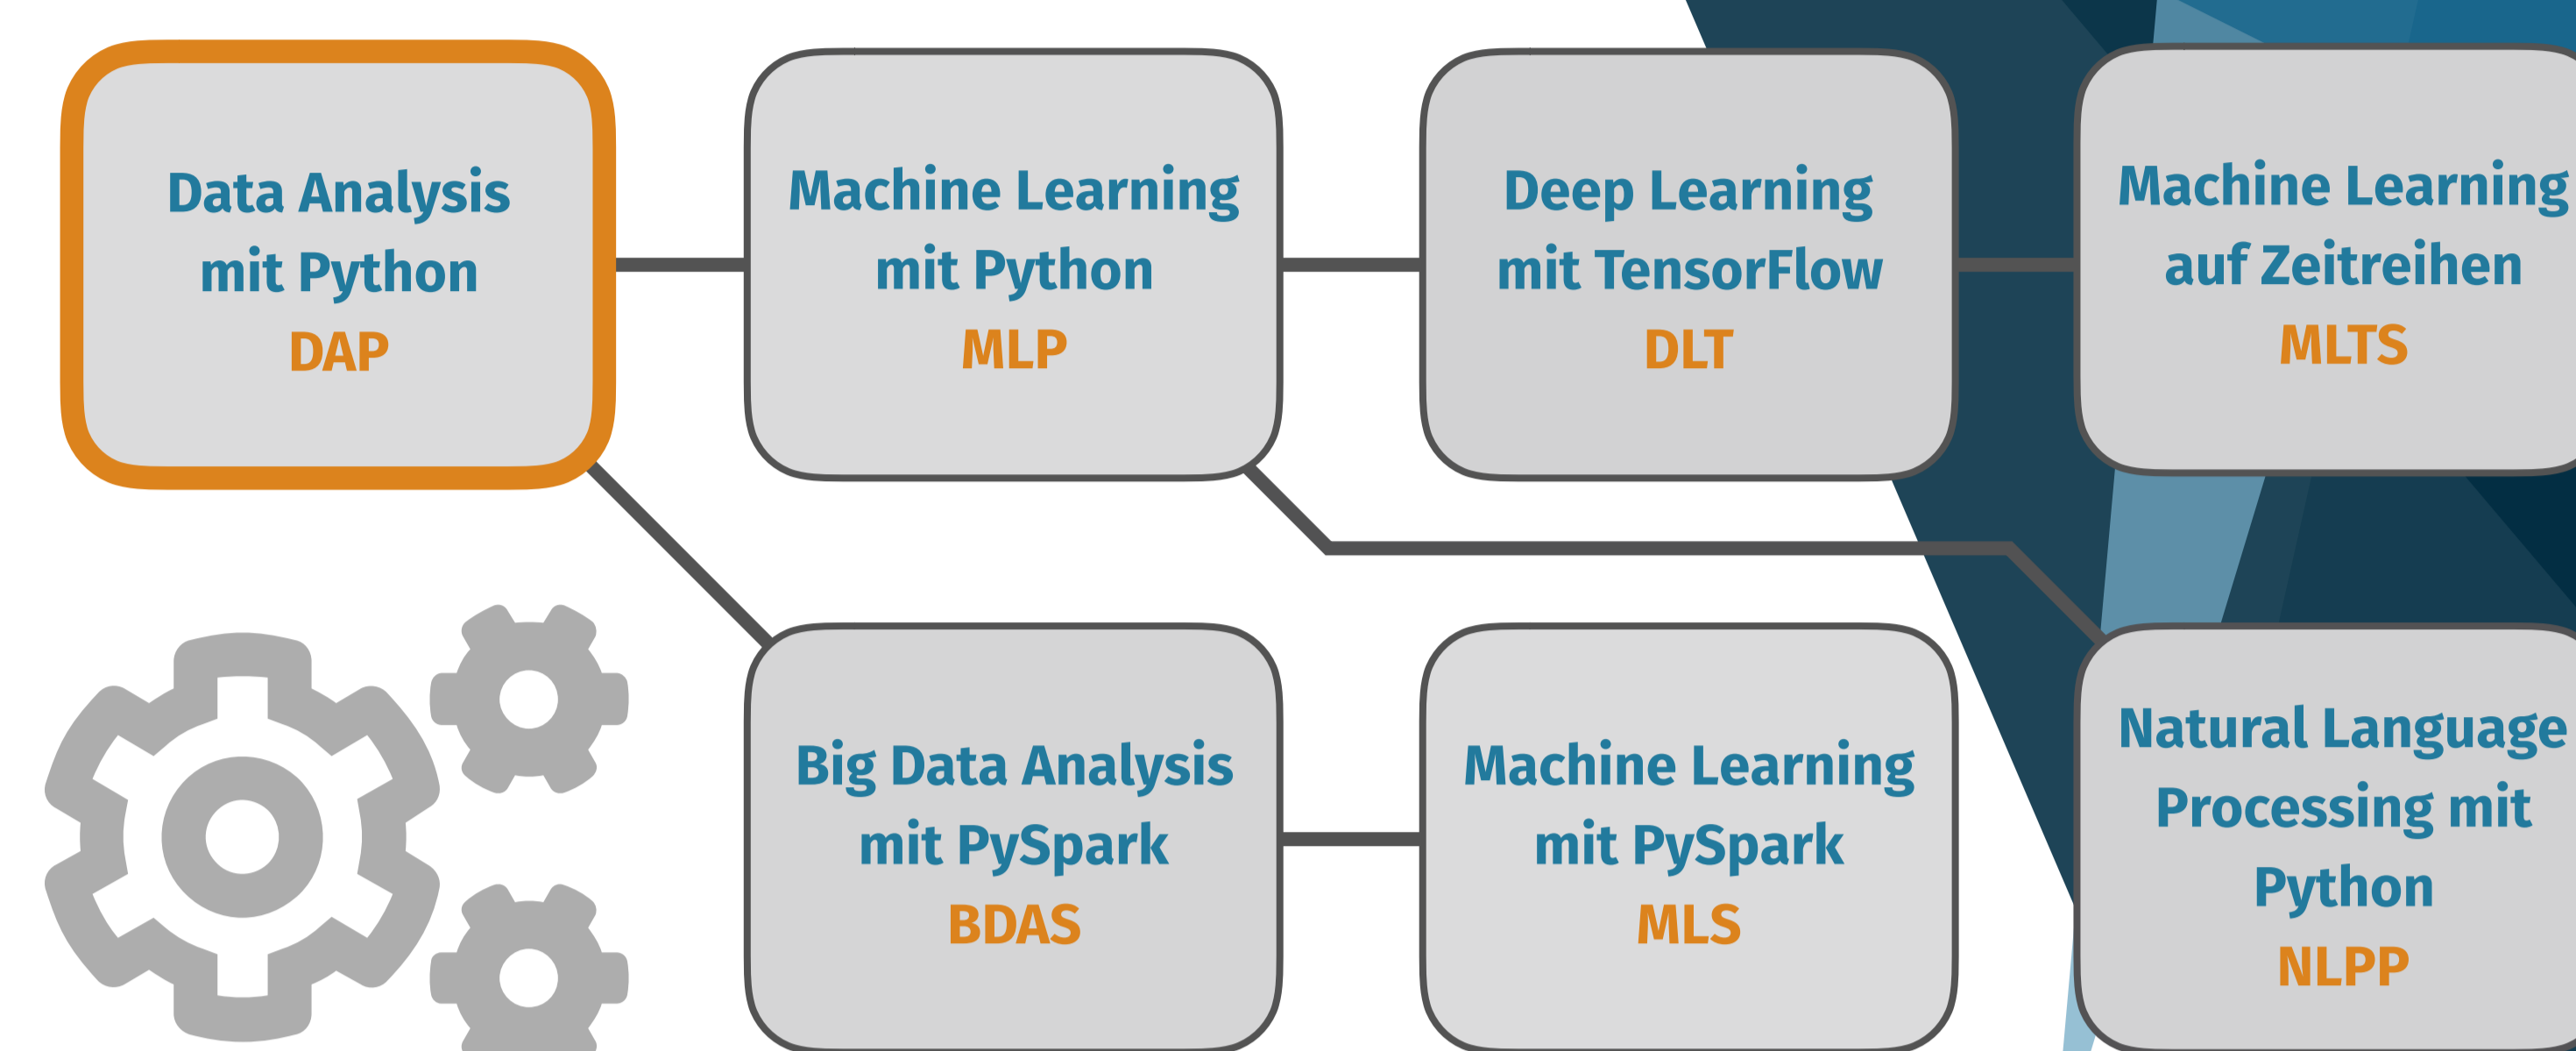 Data Analysis
mit Python
DAP
Machine Learning
mit Python
MLP
Deep Learning
mit TensorFlow
DLT
Machine Learning
auf Zeitreihen
MLTS
Big Data Analysis
mit PySpark
BDAS
Machine Learning
mit PySpark
MLS
Natural Language
Processing mit
Python
NLPP